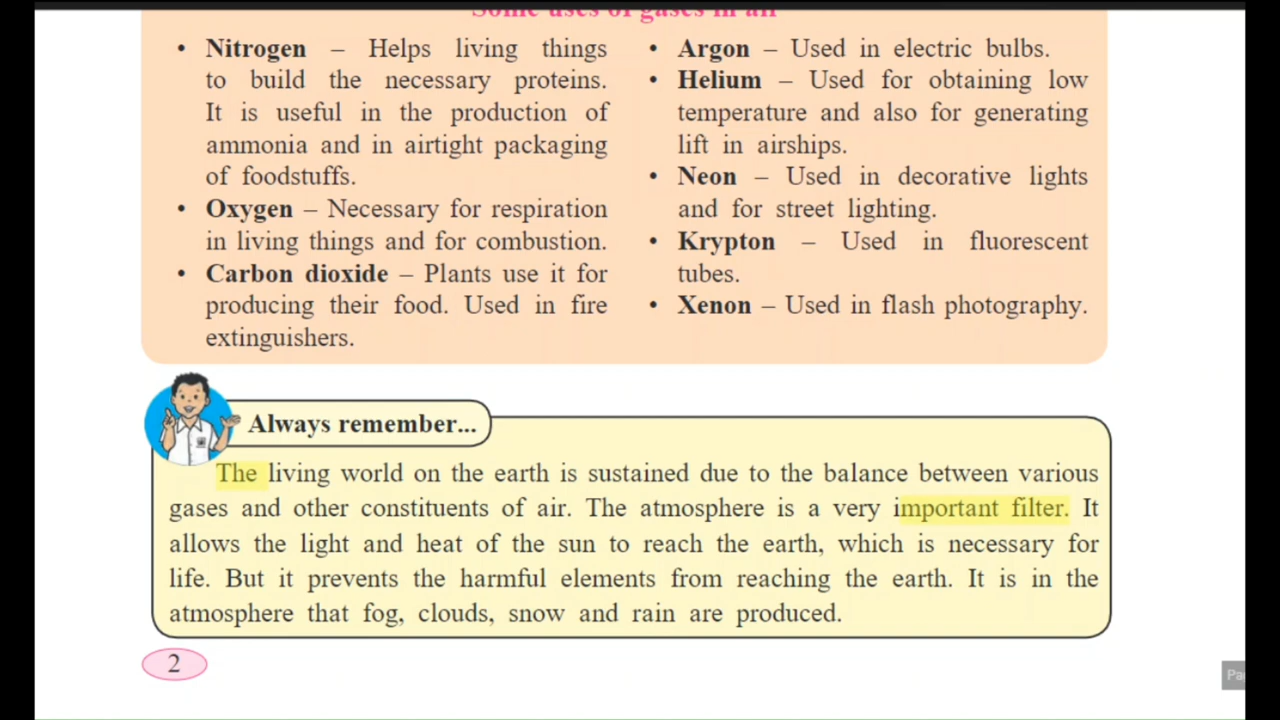 Some uses of gases in air
• Nitrogen – Helps living things
to build the necessary proteins.
It is useful in the production of
ammonia and in airtight packaging
of foodstuffs.
• Oxygen – Necessary for respiration
in living things and for combustion.
• Carbon dioxide – Plants use it for
producing their food. Used in fire
extinguishers.
• Argon – Used in electric bulbs.
• Helium – Used for obtaining low
temperature and also for generating
lift in airships.
• Neon – Used in decorative lights
and for street lighting.
• Krypton – Used in fluorescent
tubes.
• Xenon – Used in flash photography.
Always remember...
The living world on the earth is sustained due to the balance between various
gases and other constituents of air. The atmosphere is a very important filter. It
allows the light and heat of the sun to reach the earth, which is necessary for
life. But it prevents the harmful elements from reaching the earth. It is in the
atmosphere that fog, clouds, snow and rain are produced.
2